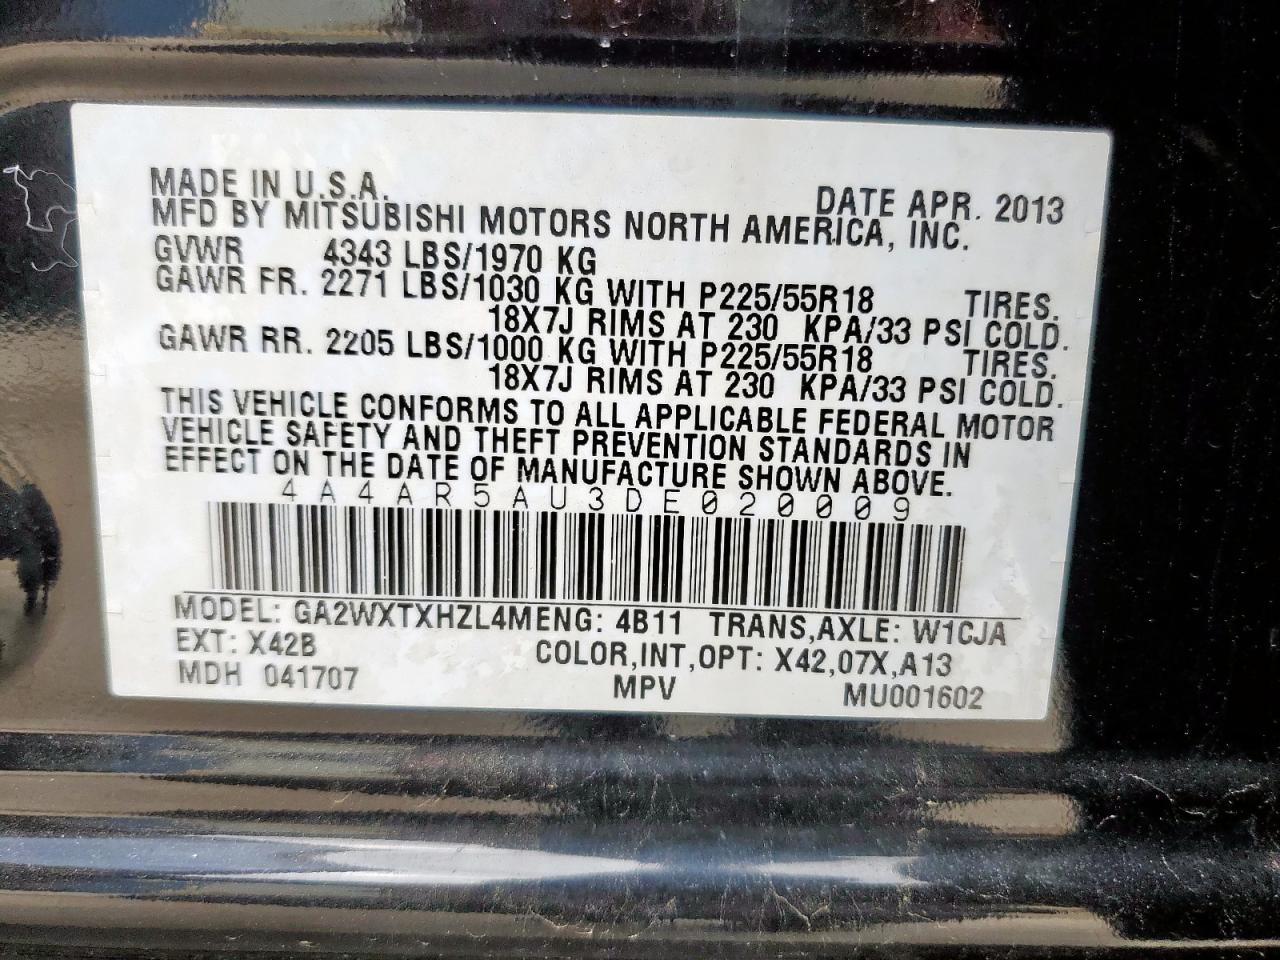 MADE IN U.S.A. DATE APR. 2013
MFD BY MITSUBISHI MOTORS NORTH AMERICA, INC.
GVWR 4343 LBS/1970 KG
GAWR FR. 2271 LBS/1030 KG WITH P225/55R18 TIRES.
18X7J RIMS AT 230 KPA/33 PSI COLD.
GAWR RR. 2205 LBS/1000 KG WITH P225/55R18 TIRES.
18X7J RIMS AT 230 KPA/33 PSI COLD.
THIS VEHICLE CONFORMS TO ALL APPLICABLE FEDERAL MOTOR
VEHICLE SAFETY AND THEFT PREVENTION STANDARDS IN
EFFECT ON THE DATE OF MANUFACTURE SHOWN ABOVE.
4A4AR5AU3DE020009
MODEL: GA2WXTXHZL4MENG: 4B11 TRANS,AXLE: W1CJA
EXT: X42B COLOR,INT,OPT: X42,07X,A13
MDH 041707 MPV MU001602